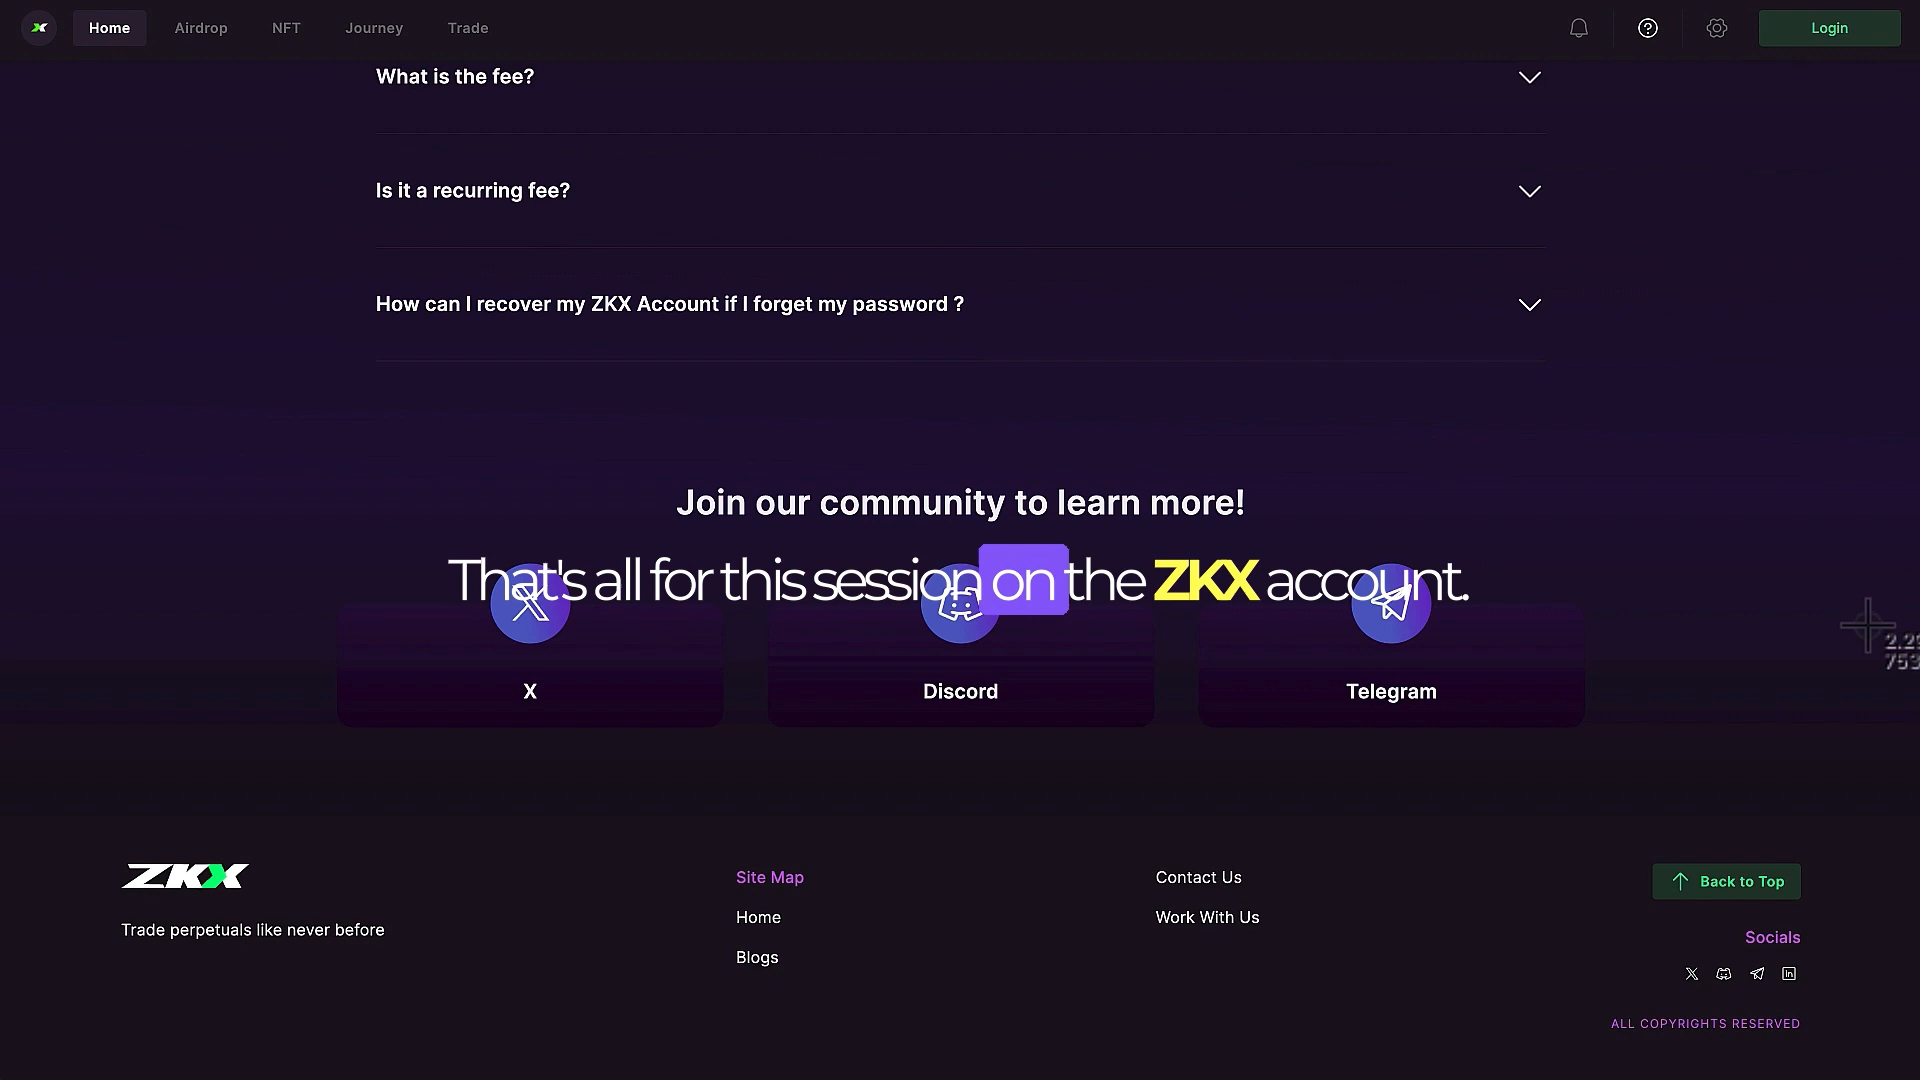 Home Airdrop NFT Journey Trade Login
What is the fee?
Is it a recurring fee?
How can I recover my ZKX Account if I forget my password ?
Join our community to learn more!
That's all for this session on the ZKX account.
X Discord Telegram
ZKX
Trade perpetuals like never before
Site Map
Home
Blogs
Contact Us
Work With Us
Back to Top
Socials
ALL COPYRIGHTS RESERVED